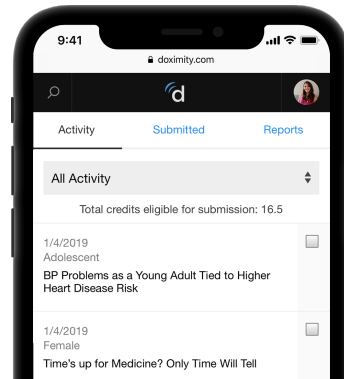 9:41
doximity.com
d
Activity Submitted Reports
All Activity
Total credits eligible for submission: 16.5
1/4/2019
Adolescent
BP Problems as a Young Adult Tied to Higher
Heart Disease Risk
1/4/2019
Female
Time's up for Medicine? Only Time Will Tell